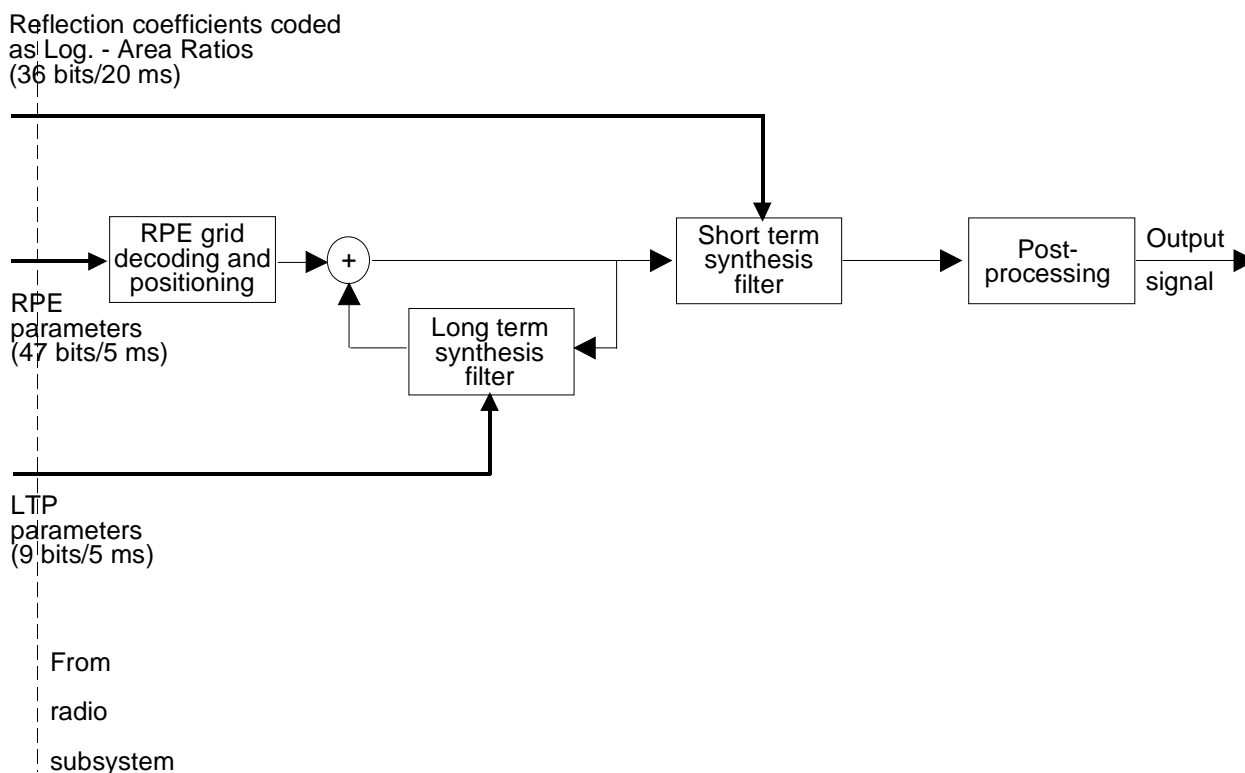 Reflection coefficients coded
as Log. - Area Ratios
(36 bits/20 ms)
RPE grid
decoding and
positioning
+
Short term
synthesis
filter
Post-
processing
Output
signal
RPE
parameters
(47 bits/5 ms)
Long term
synthesis
filter
LTP
parameters
(9 bits/5 ms)
From
radio
subsystem